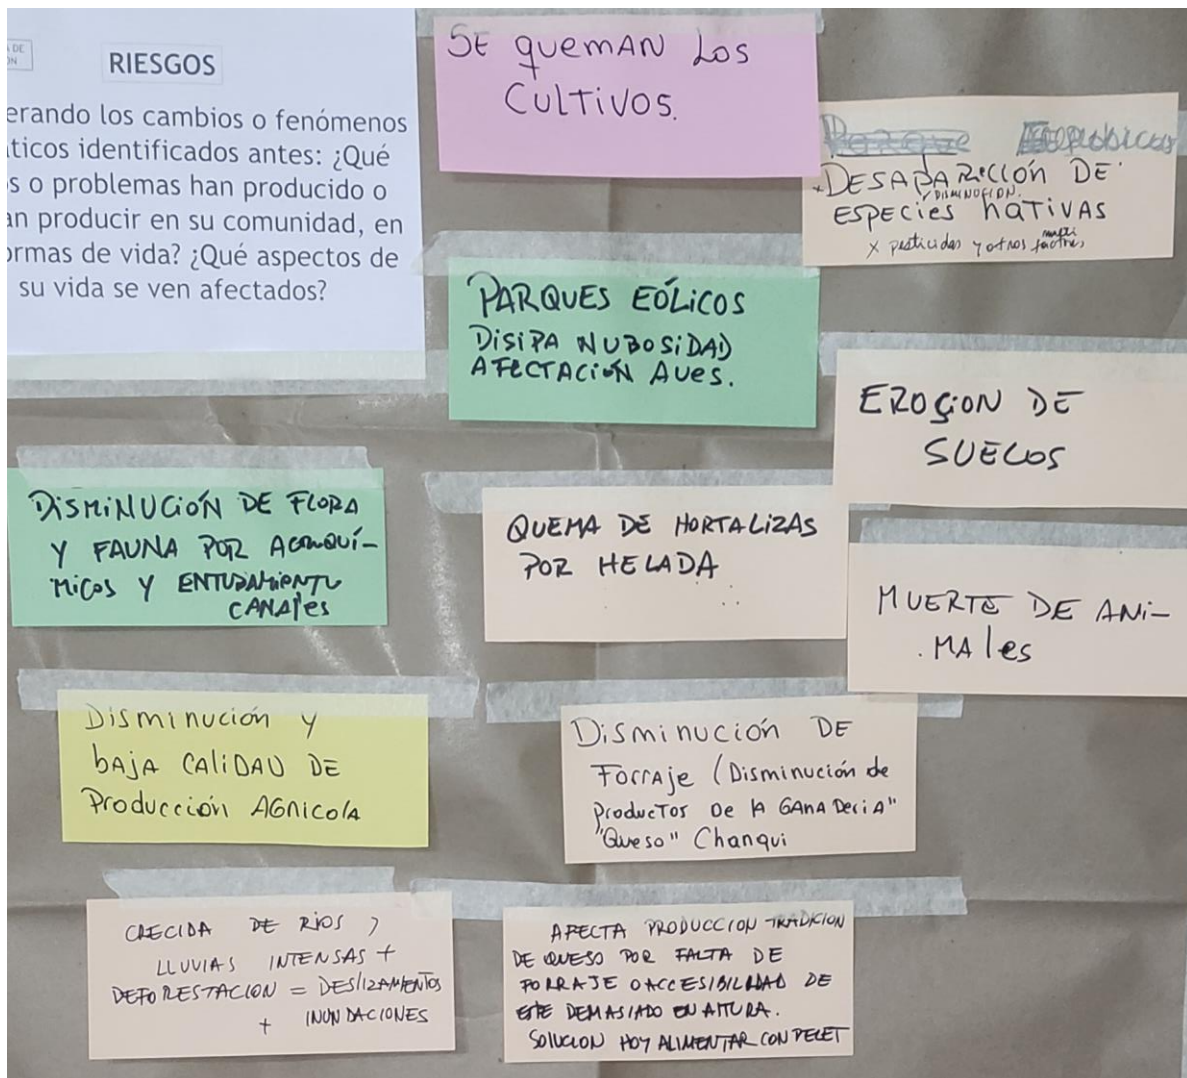 RIESGOS
erando los cambios o fenómenos
ticos identificados antes: ¿Qué
s o problemas han producido o
an producir en su comunidad, en
ormas de vida? ¿Qué aspectos de
su vida se ven afectados?
SE quemAN Los
CULTIVOS.
DESAPARICCIÓN DE
Y DISMINUCION.
ESPECIES NATIVAS
x pesticidas y otros factores
PARQUES EÓLICOS
DISIPA NUBOSIDAD
AFECTACIÓN AVES.
EROCION DE
SUELOS
DISMINUCIÓN DE FLORA
Y FAUNA POR AGROQUÍ-
MICOS Y ENTUBAMIENTO
CANALES
QUEMA DE HORTALIZAS
POR HELADA
MUERTE DE ANI-
MALES
Disminución y
bAJA CALIDAD DE
Producción AGRICOLA
Disminución DE
Forraje (Disminución de
Productos De lA GANADeriA"
"Queso" Chanqui
CRECIDA DE RIOS )
LLUVIAS INTENSAS +
DEFORESTACION = DESLIZAMIENTOS
+ INUNDACIONES
AFECTA PRODUCCION TRADICION
DE QUESO POR FALTA DE
FORRAJE O ACCESIBILIDAD DE
ESTE DEMASIADO EN ALTURA.
SOLUCION HOY ALIMENTAR CON PELET